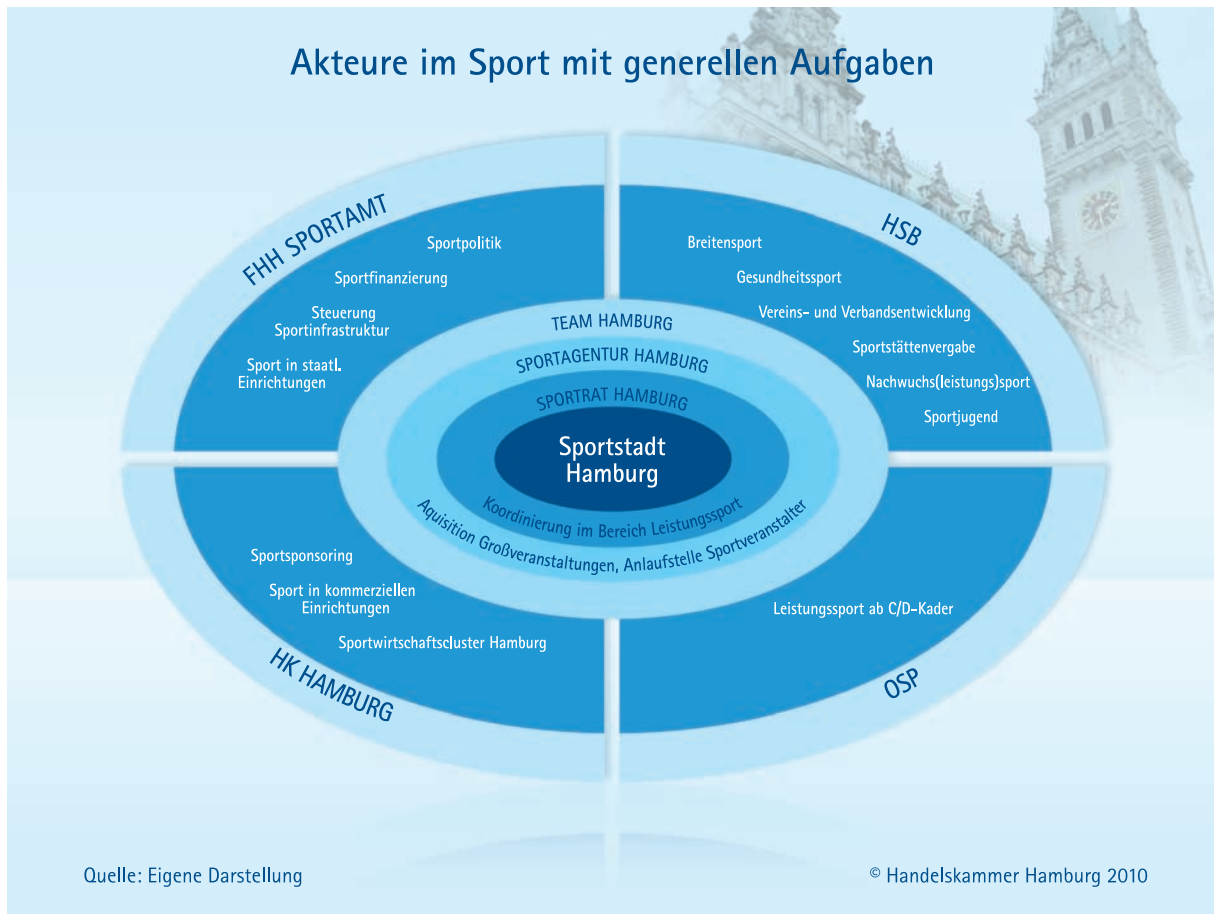 Akteure im Sport mit generellen Aufgaben
FHH SPORTAMT
Sportpolitik
Sportfinanzierung
Steuerung
Sportinfrastruktur
Sport in staatl.
Einrichtungen
HSB
Breitensport
Gesundheitssport
Vereins- und Verbandsentwicklung
Sportstättenvergabe
Nachwuchs(leistungs)sport
Sportjugend
TEAM HAMBURG
SPORTAGENTUR HAMBURG
SPORTRAT HAMBURG
Sportstadt
Hamburg
Koordinierung im Bereich Leistungssport
Aquisition Großveranstaltungen, Anlaufstelle Sportveranstalter
Sportsponsoring
Sport in kommerziellen
Einrichtungen
Sportwirtschaftscluster Hamburg
HK HAMBURG
Leistungssport ab C/D-Kader
OSP
Quelle: Eigene Darstellung
© Handelskammer Hamburg 2010